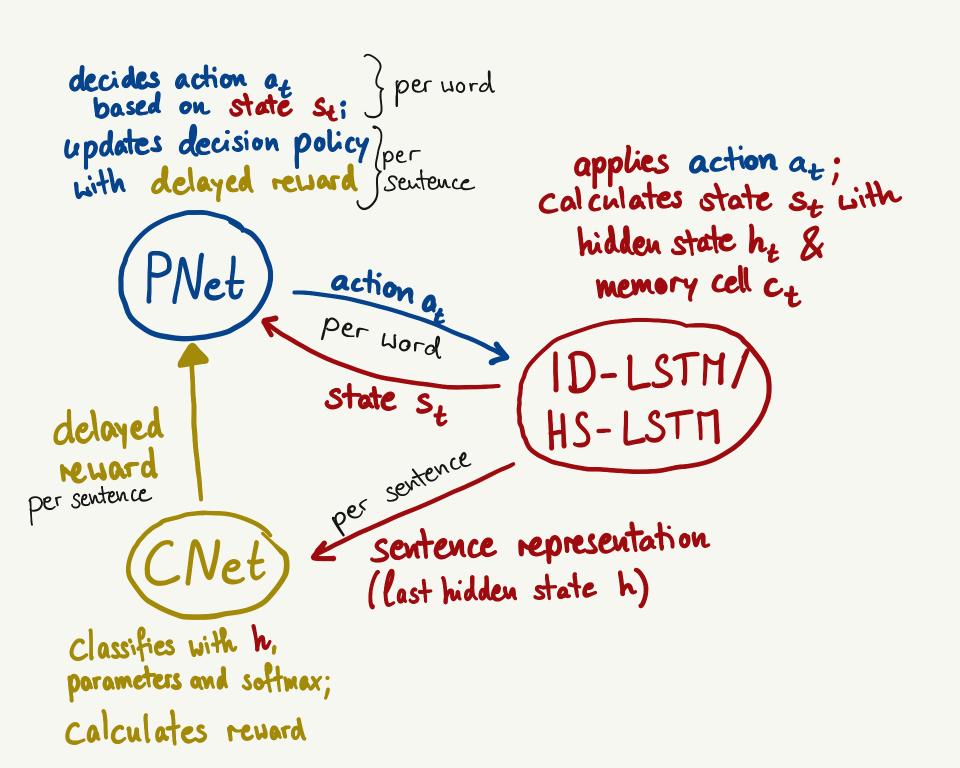 decides action a_t
based on state s_t;
per word
updates decision policy
with delayed reward
per
sentence
applies action a_t;
calculates state s_t with
hidden state h_t &
memory cell c_t
PNet
action a_t
per word
state s_t
ID-LSTM/
HS-LSTM
delayed
reward
per sentence
per sentence
sentence representation
(last hidden state h)
CNet
Classifies with h,
parameters and softmax;
Calculates reward